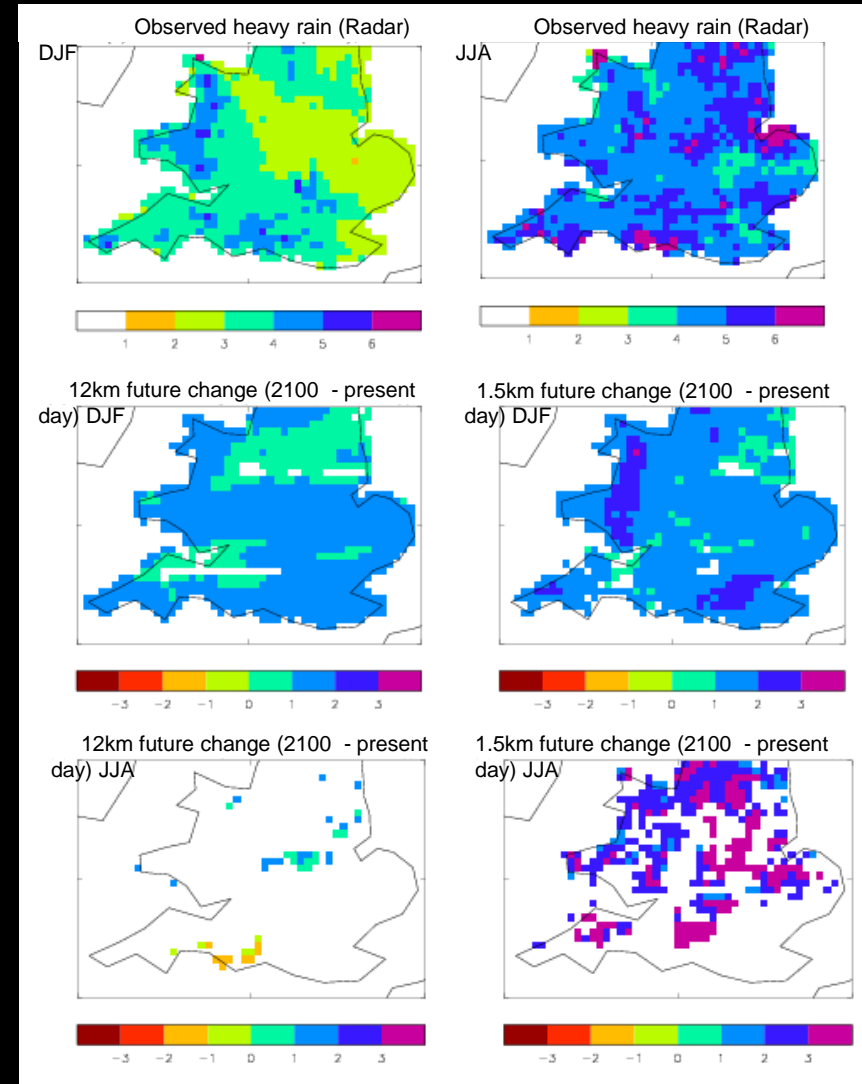 Observed heavy rain (Radar)
DJF
Observed heavy rain (Radar)
JJA
1 2 3 4 5 6
1 2 3 4 5 6
12km future change (2100 - present
day) DJF
1.5km future change (2100 - present
day) DJF
-3 -2 -1 0 1 2 3
-3 -2 -1 0 1 2 3
12km future change (2100 - present
day) JJA
1.5km future change (2100 - present
day) JJA
-3 -2 -1 0 1 2 3
-3 -2 -1 0 1 2 3